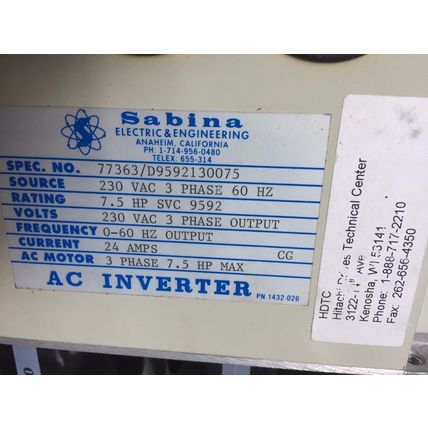 Sabina
ELECTRIC & ENGINEERING
ANAHEIM, CALIFORNIA
PH: 1-714-956-0480
TELEX: 655-314
SPEC. NO. 77363/D9592130075
SOURCE 230 VAC 3 PHASE 60 HZ
RATING 7.5 HP SVC 9592
VOLTS 230 VAC 3 PHASE OUTPUT
FREQUENCY 0-60 HZ OUTPUT
CURRENT 24 AMPS CG
AC MOTOR 3 PHASE 7.5 HP MAX
AC INVERTER
PN 1432-026
HDTC
Hitachi Drives Technical Center
3122-14th Ave
Kenosha, WI 53141
Phone: 1-888-717-2210
Fax: 262-656-4350